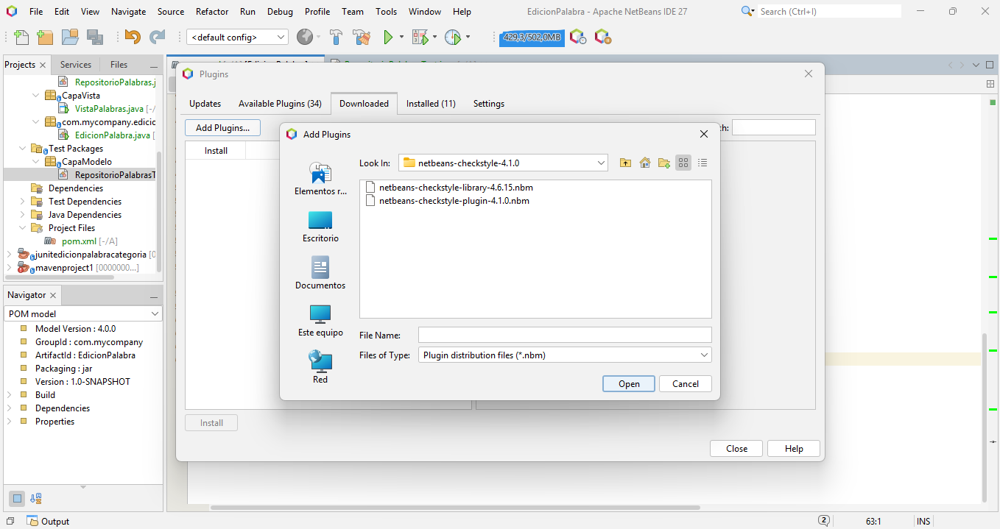 File Edit View Navigate Source Refactor Run Debug Profile Team Tools Window Help
EdicionPalabra - Apache NetBeans IDE 27
Search (Ctrl+I)
<default config>
429,3/502,0MB
Projects Services Files
RepositorioPalabras.j
CapaVista
VistaPalabras.java [-/
com.mycompany.edicic
EdicionPalabra.java [
Test Packages
CapaModelo
RepositorioPalabrasT
Dependencies
Test Dependencies
Java Dependencies
Project Files
pom.xml [-/A]
junitedicionpalabracategoria [0
mavenproject1 [0000000...]
Navigator
POM model
Model Version : 4.0.0
GroupId : com.mycompany
ArtifactId : EdicionPalabra
Packaging : jar
Version : 1.0-SNAPSHOT
Build
Dependencies
Properties
Output
Plugins
Updates Available Plugins (34) Downloaded Installed (11) Settings
Add Plugins...
ch:
Install
Add Plugins
Look In: netbeans-checkstyle-4.1.0
Elementos r...
Escritorio
Documentos
Este equipo
Red
netbeans-checkstyle-library-4.6.15.nbm
netbeans-checkstyle-plugin-4.1.0.nbm
File Name:
Files of Type: Plugin distribution files (*.nbm)
Open Cancel
Install
Close Help
2 63:1 INS